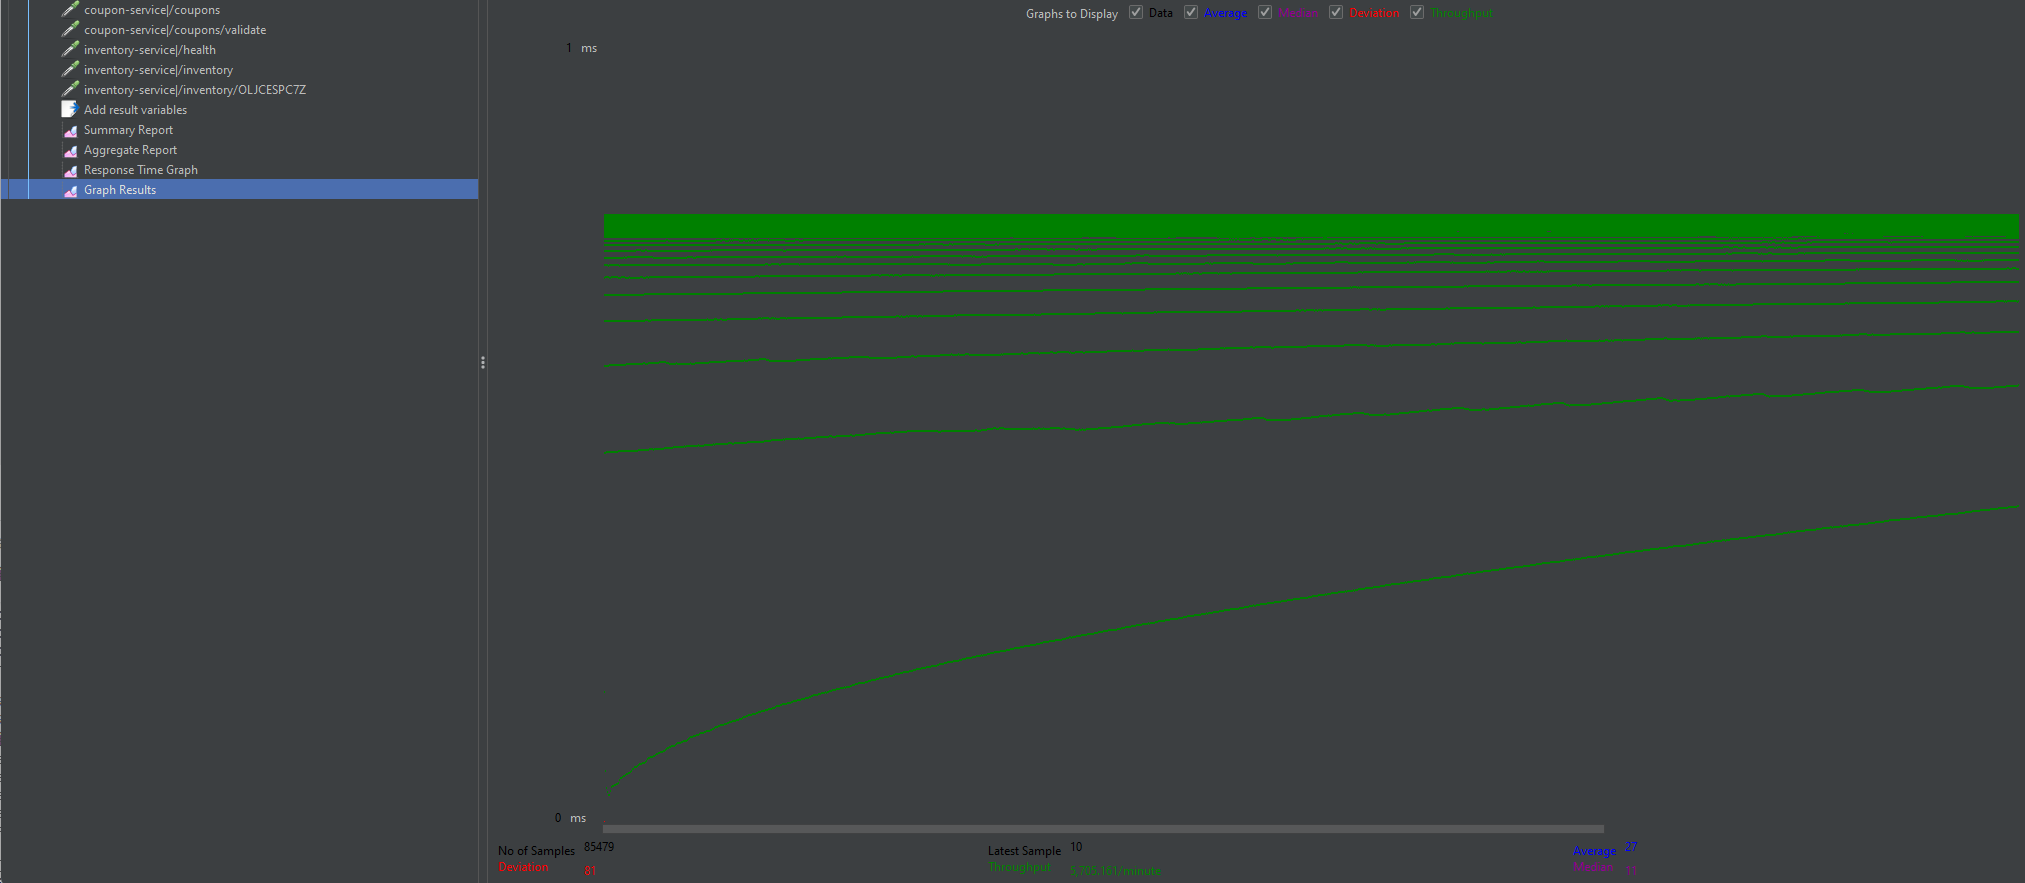 coupon-service|/coupons
coupon-service|/coupons/validate
inventory-service|/health
inventory-service|/inventory
inventory-service|/inventory/OLJCESPC7Z
Add result variables
Summary Report
Aggregate Report
Response Time Graph
Graph Results
Graphs to Display Data Average Median Deviation Throughput
1 ms
0 ms
No of Samples 85479 Latest Sample 10 Average 27
Deviation 81 Throughput 5,705.161/minute Median 11